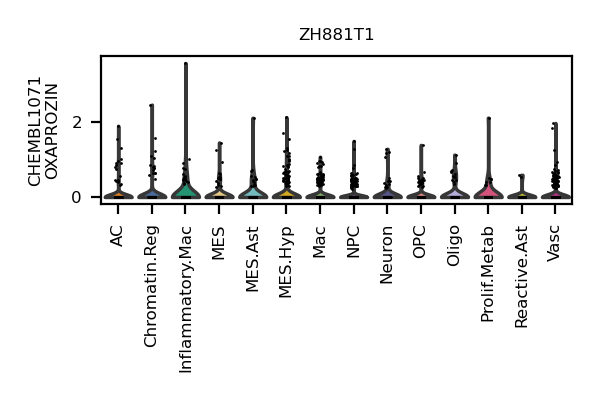 ZH881T1
CHEMBL1071
OXAPROZIN
2
0
AC
Chromatin.Reg
Inflammatory.Mac
MES
MES.Ast
MES.Hyp
Mac
NPC
Neuron
OPC
Oligo
Prolif.Metab
Reactive.Ast
Vasc